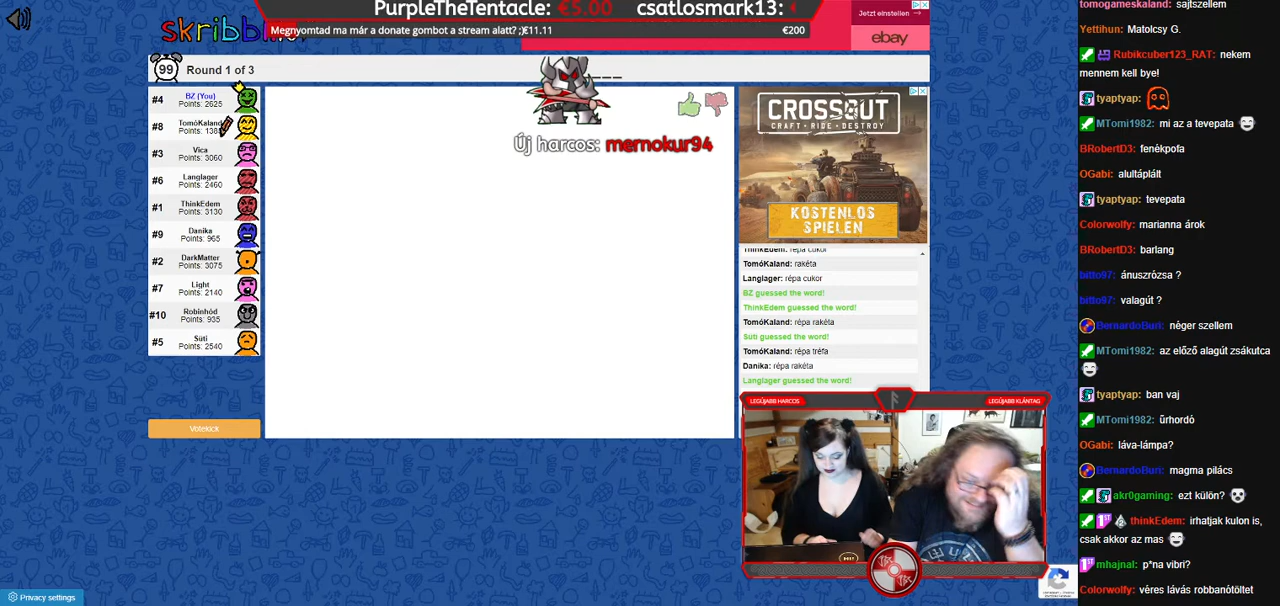 PurpleTheTentacle: €5.00 csatlosmark13:
Megnyomtad ma már a donate gombot a stream alatt? ;)
€11.11
€200
skribbl
Jetzt einstellen →
ebay
99
Round 1 of 3
#4 BZ (You)
Points: 2625
#8 TomóKaland
#3 Vica
Points: 3060
#6 Langlager
Points: 2460
#1 ThinkEdem
Points: 3130
#9 Danika
Points: 965
#2 DarkMatter
Points: 3075
#7 Light
Points: 2140
#10 Robinhód
Points: 935
#5 Süti
Points: 2540
Votekick
Új harcos: mernokur94
CROSSOUT
CRAFT • RIDE • DESTROY
KOSTENLOS
SPIELEN
ThinkEdem: répa cukor
TomóKaland: rakéta
Langlager: répa cukor
BZ guessed the word!
ThinkEdem guessed the word!
TomóKaland: répa rakéta
Süti guessed the word!
TomóKaland: répa tréfa
Danika: répa rakéta
Langlager guessed the word!
LEGÚJABB HARCOS
LEGÚJABB KLÁNTAG
tomogameskaland: sajtszellem
Yettihun: Matolcsy G.
Rubikcuber123_RAT: nekem
mennem kell bye!
tyaptyap:
MTomi1982: mi az a tevepata
BRobertD3: fenékpofa
OGabi: alultáplált
tyaptyap: tevepata
Colorwolfy: marianna árok
BRobertD3: barlang
bitto97: ánuszrózsa ?
bitto97: valagút ?
BernardoBuri: néger szellem
MTomi1982: az előző alagút zsákutca
tyaptyap: ban vaj
MTomi1982: űrhordó
OGabi: láva-lámpa?
BernardoBuri: magma pilács
akr0gaming: ezt külön?
thinkEdem: irhatjak kulon is,
csak akkor az mas
mhajnal: p*na vibri?
Colorwolfy: véres lávás robbanótöltet
Privacy settings